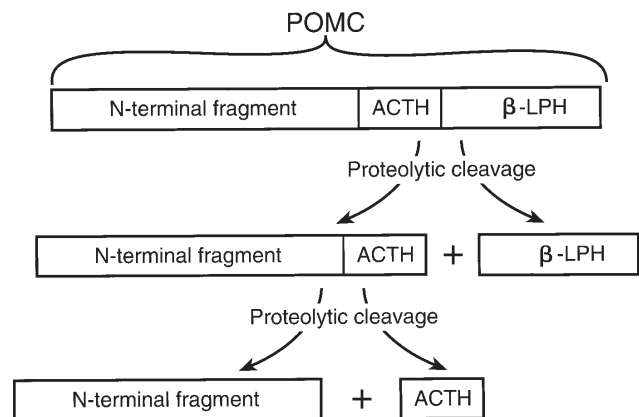 POMC
N-terminal fragment ACTH β-LPH
Proteolytic cleavage
N-terminal fragment ACTH + β-LPH
Proteolytic cleavage
N-terminal fragment + ACTH